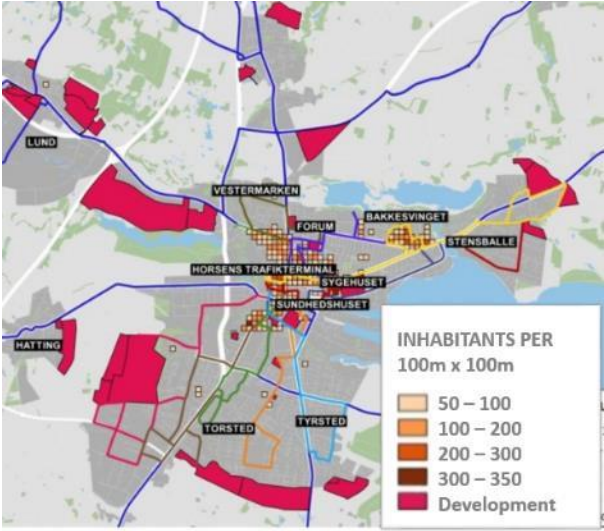 LUND
VESTERMARKEN
FORUM
BAKKESVINGET
STENSBALLE
HORSENS TRAFIKTERMINAL
SYGEHUSET
SUNDHEDSHUSET
HATTING
TORSTED
TYRSTED
INHABITANTS PER
100m x 100m
50 – 100
100 – 200
200 – 300
300 – 350
Development